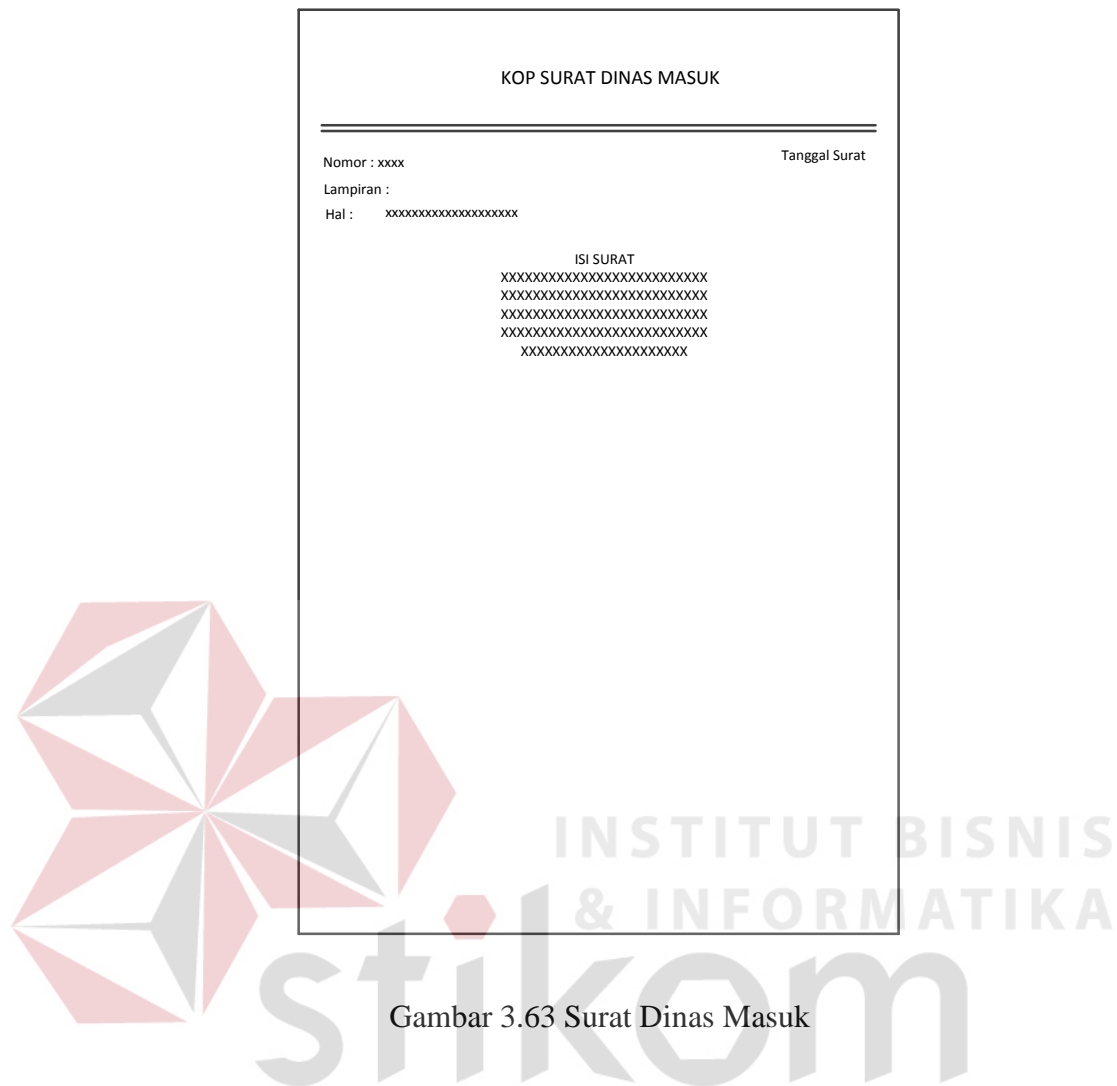 KOP SURAT DINAS MASUK
Tanggal Surat
Nomor : xxxx
Lampiran :
Hal : xxxxxxxxxxxxxxxxxxxx
ISI SURAT
XXXXXXXXXXXXXXXXXXXXXXXXXX
XXXXXXXXXXXXXXXXXXXXXXXXXX
XXXXXXXXXXXXXXXXXXXXXXXXXX
XXXXXXXXXXXXXXXXXXXXXXXXXX
XXXXXXXXXXXXXXXXXXXXX
INSTITUT BISNIS
& INFORMATIKA
stikom
Gambar 3.63 Surat Dinas Masuk